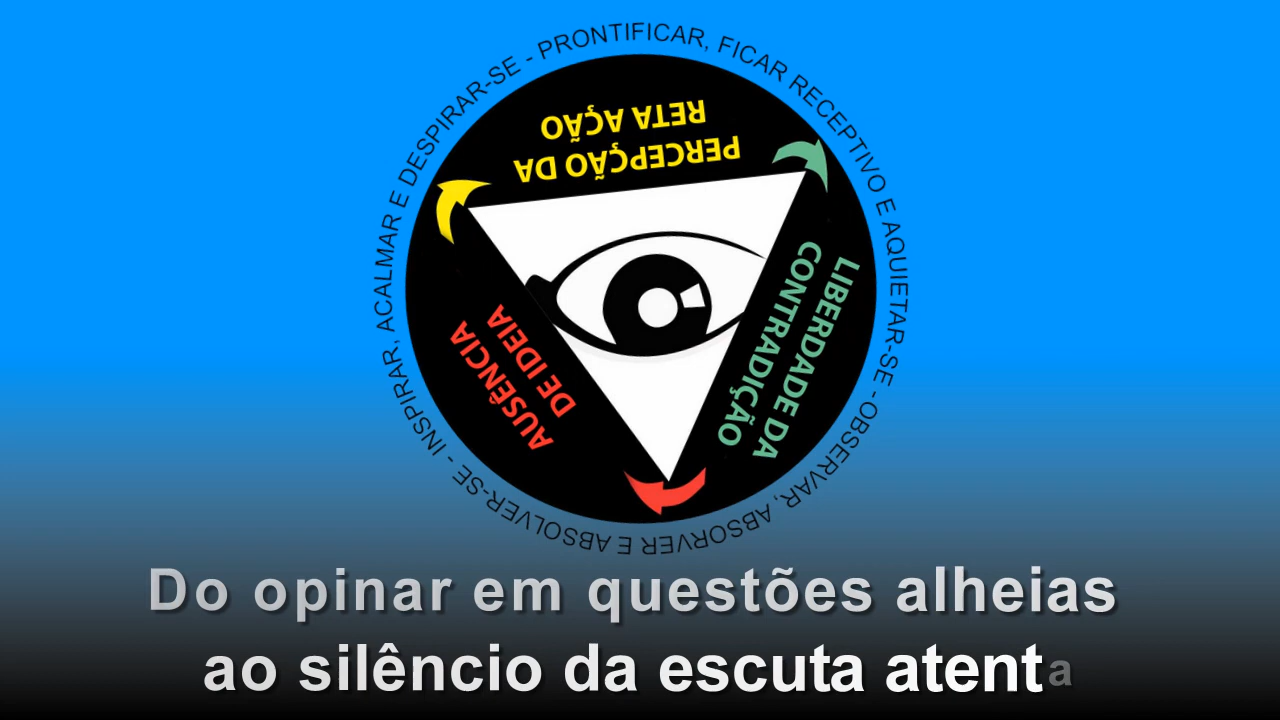 INSPIRAR, ACALMAR E DESPIRAR-SE - PRONTIFICAR, FICAR RECEPTIVO E AQUIETAR-SE - OBSERVAR, ABSORVER E ABSOLVER-SE -
PERCEPÇÃO DA
RETA AÇÃO
LIBERDADE DA
CONTRADIÇÃO
AUSÊNCIA
DE IDEIA
Do opinar em questões alheias
ao silêncio da escuta atenta